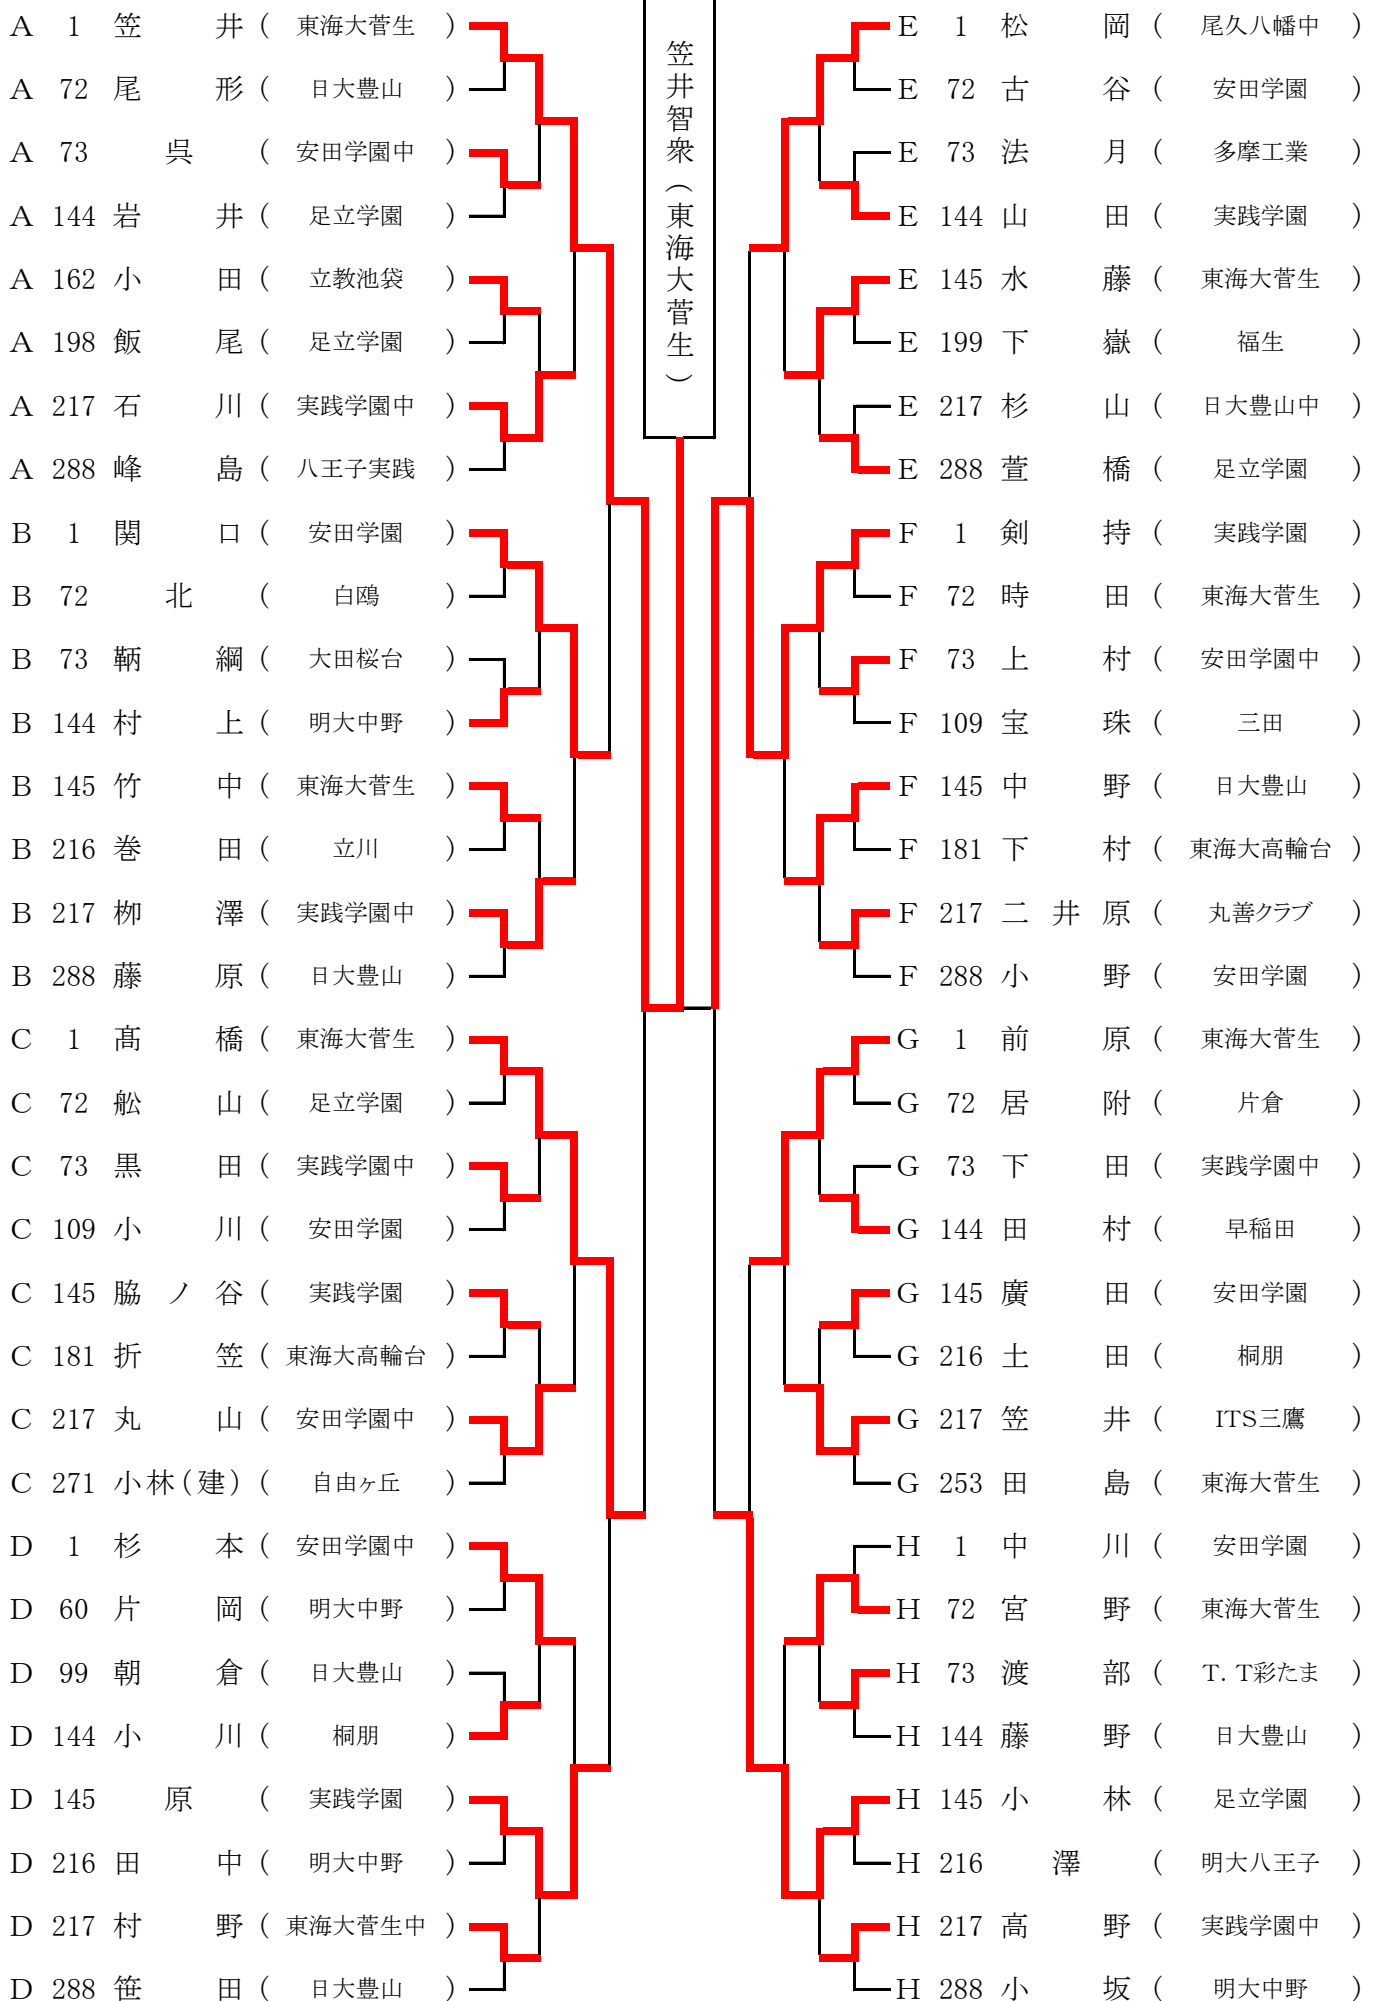 笠井智衆（東海大菅生）
A 1 笠井（東海大菅生）
A 72 尾形（日大豊山）
A 73 呉（安田学園中）
A 144 岩井（足立学園）
A 162 小田（立教池袋）
A 198 飯尾（足立学園）
A 217 石川（実践学園中）
A 288 峰島（八王子実践）
B 1 関口（安田学園）
B 72 北（白鴎）
B 73 鞆綱（大田桜台）
B 144 村上（明大中野）
B 145 竹中（東海大菅生）
B 216 巻田（立川）
B 217 栁澤（実践学園中）
B 288 藤原（日大豊山）
C 1 髙橋（東海大菅生）
C 72 舩山（足立学園）
C 73 黒田（実践学園中）
C 109 小川（安田学園）
C 145 脇ノ谷（実践学園）
C 181 折笠（東海大高輪台）
C 217 丸山（安田学園中）
C 271 小林（建）（自由ヶ丘）
D 1 杉本（安田学園中）
D 60 片岡（明大中野）
D 99 朝倉（日大豊山）
D 144 小川（桐朋）
D 145 原（実践学園）
D 216 田中（明大中野）
D 217 村野（東海大菅生中）
D 288 笹田（日大豊山）
E 1 松岡（尾久八幡中）
E 72 古谷（安田学園）
E 73 法月（多摩工業）
E 144 山田（実践学園）
E 145 水藤（東海大菅生）
E 199 下嶽（福生）
E 217 杉山（日大豊山中）
E 288 萱橋（足立学園）
F 1 剣持（実践学園）
F 72 時田（東海大菅生）
F 73 上村（安田学園中）
F 109 宝珠（三田）
F 145 中野（日大豊山）
F 181 下村（東海大高輪台）
F 217 二井原（丸善クラブ）
F 288 小野（安田学園）
G 1 前原（東海大菅生）
G 72 居附（片倉）
G 73 下田（実践学園中）
G 144 田村（早稲田）
G 145 廣田（安田学園）
G 216 土田（桐朋）
G 217 笠井（ITS三鷹）
G 253 田島（東海大菅生）
H 1 中川（安田学園）
H 72 宮野（東海大菅生）
H 73 渡部（T．T彩たま）
H 144 藤野（日大豊山）
H 145 小林（足立学園）
H 216 澤（明大八王子）
H 217 高野（実践学園中）
H 288 小坂（明大中野）